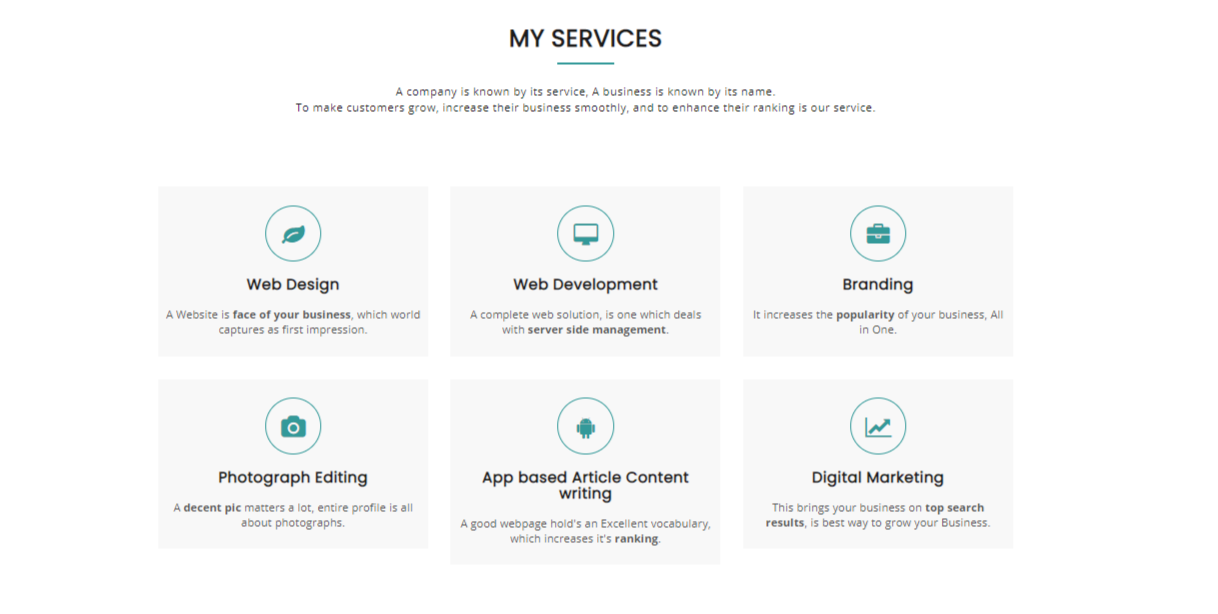 MY SERVICES
A company is known by its service, A business is known by its name.
To make customers grow, increase their business smoothly, and to enhance their ranking is our service.
Web Design
A Website is face of your business, which world
captures as first impression.
Web Development
A complete web solution, is one which deals
with server side management.
Branding
It increases the popularity of your business, All
in One.
Photograph Editing
A decent pic matters a lot, entire profile is all
about photographs.
App based Article Content
writing
A good webpage hold's an Excellent vocabulary,
which increases it's ranking.
Digital Marketing
This brings your business on top search
results, is best way to grow your Business.